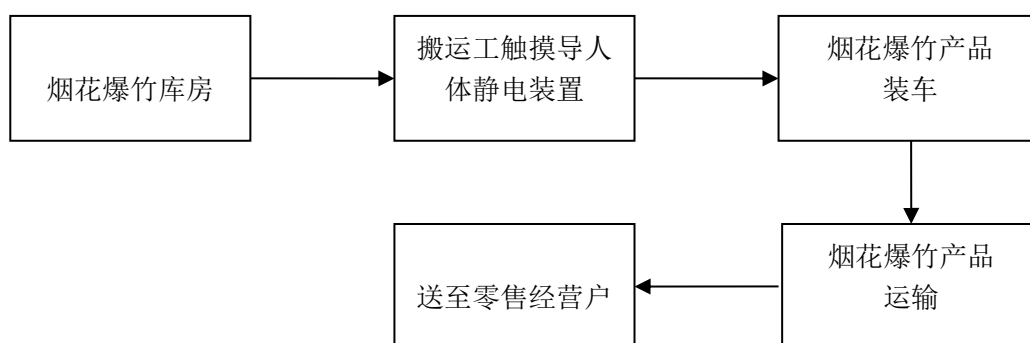 烟花爆竹库房
搬运工触摸导人
体静电装置
烟花爆竹产品
装车
烟花爆竹产品
运输
送至零售经营户